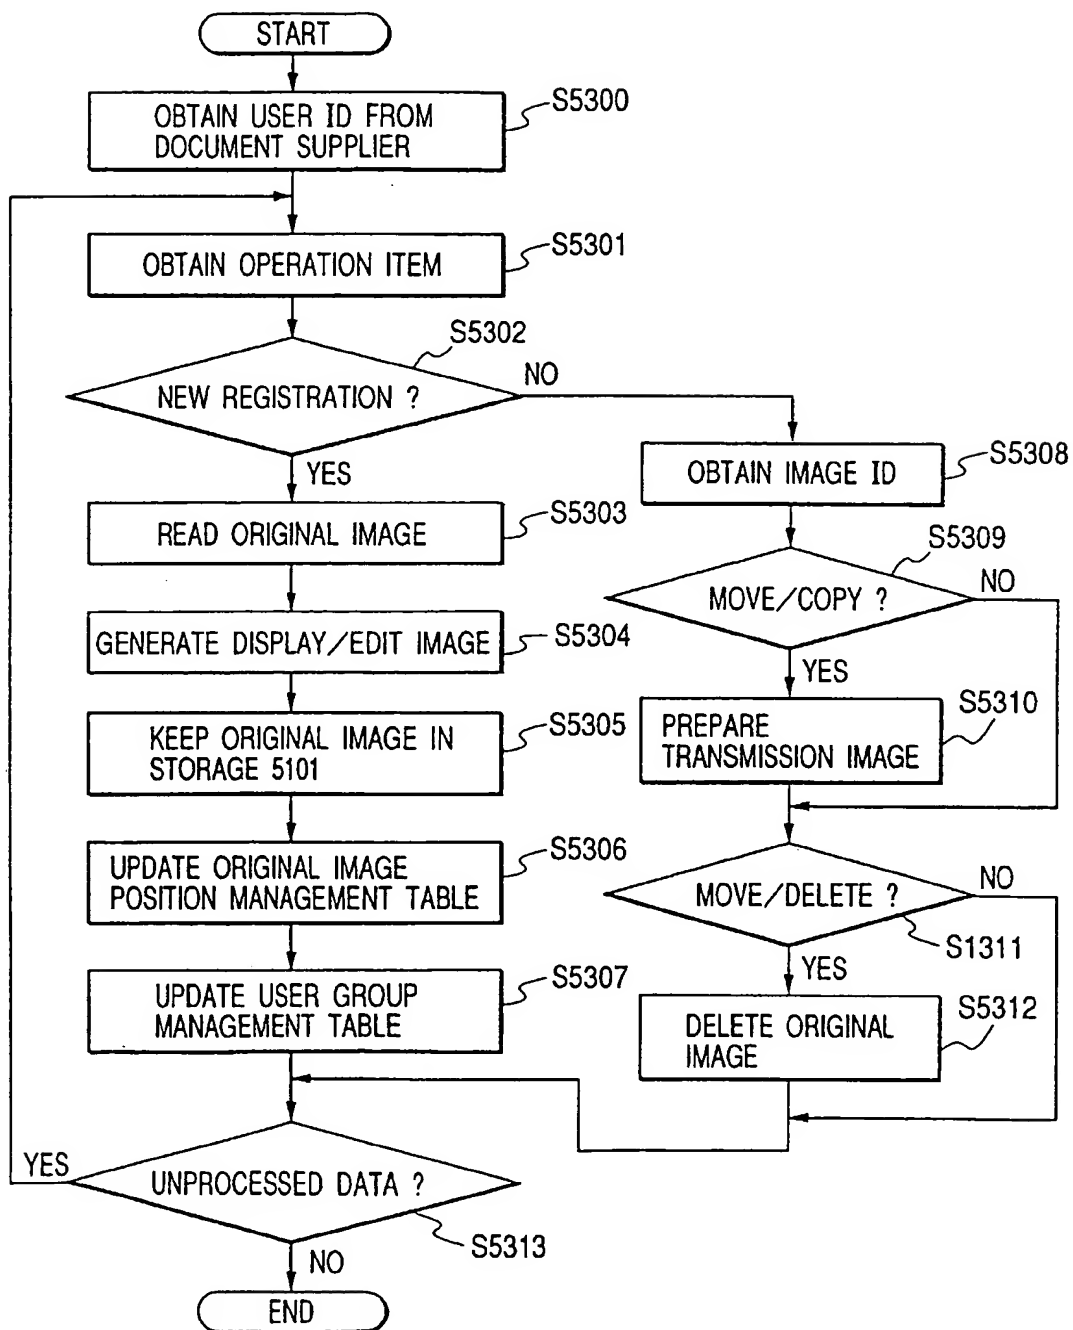 START
OBTAIN USER ID FROM
DOCUMENT SUPPLIER
S5300
OBTAIN OPERATION ITEM
S5301
NEW REGISTRATION ?
S5302
NO
YES
READ ORIGINAL IMAGE
S5303
GENERATE DISPLAY/EDIT IMAGE
S5304
KEEP ORIGINAL IMAGE IN
STORAGE 5101
S5305
UPDATE ORIGINAL IMAGE
POSITION MANAGEMENT TABLE
S5306
UPDATE USER GROUP
MANAGEMENT TABLE
S5307
OBTAIN IMAGE ID
S5308
MOVE/COPY ?
S5309
NO
YES
PREPARE
TRANSMISSION IMAGE
S5310
MOVE/DELETE ?
NO
S1311
YES
DELETE ORIGINAL
IMAGE
S5312
YES
UNPROCESSED DATA ?
S5313
NO
END